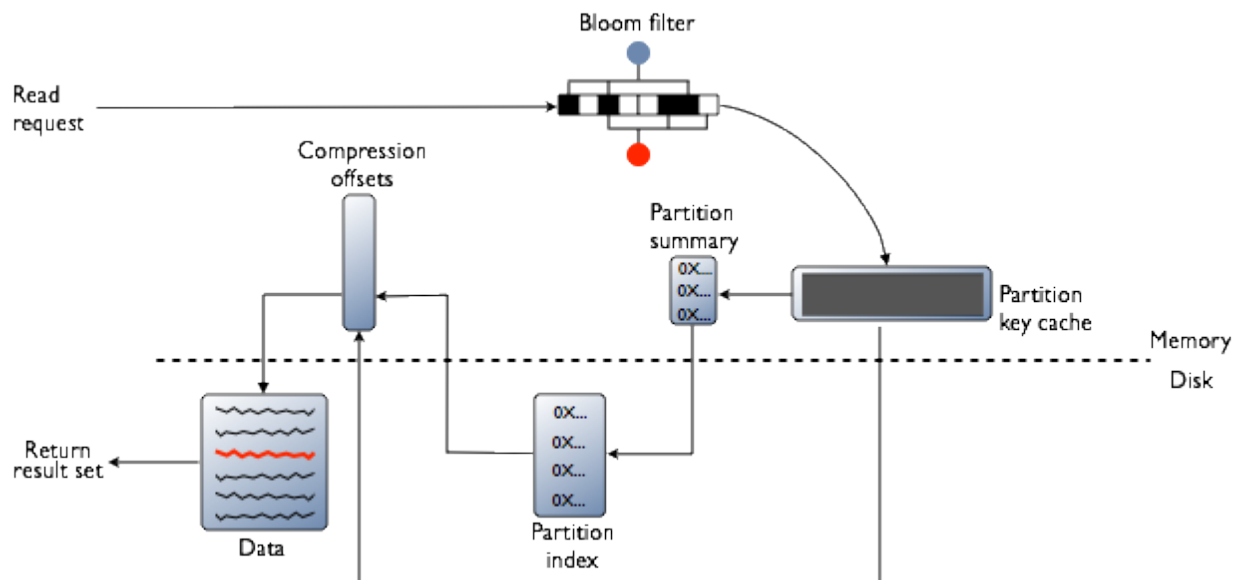 Bloom filter
Read
request
Compression
offsets
Partition
summary
0X...
0X...
0X...
Partition
key cache
Memory
Disk
0X...
0X...
0X...
0X...
Return
result set
Data
Partition
index